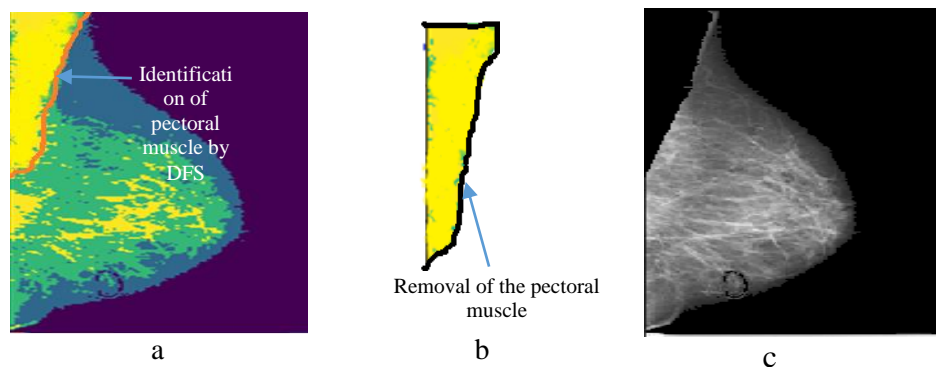 Identificati
on of
pectoral
muscle by
DFS
Removal of the pectoral
muscle
a
b
c